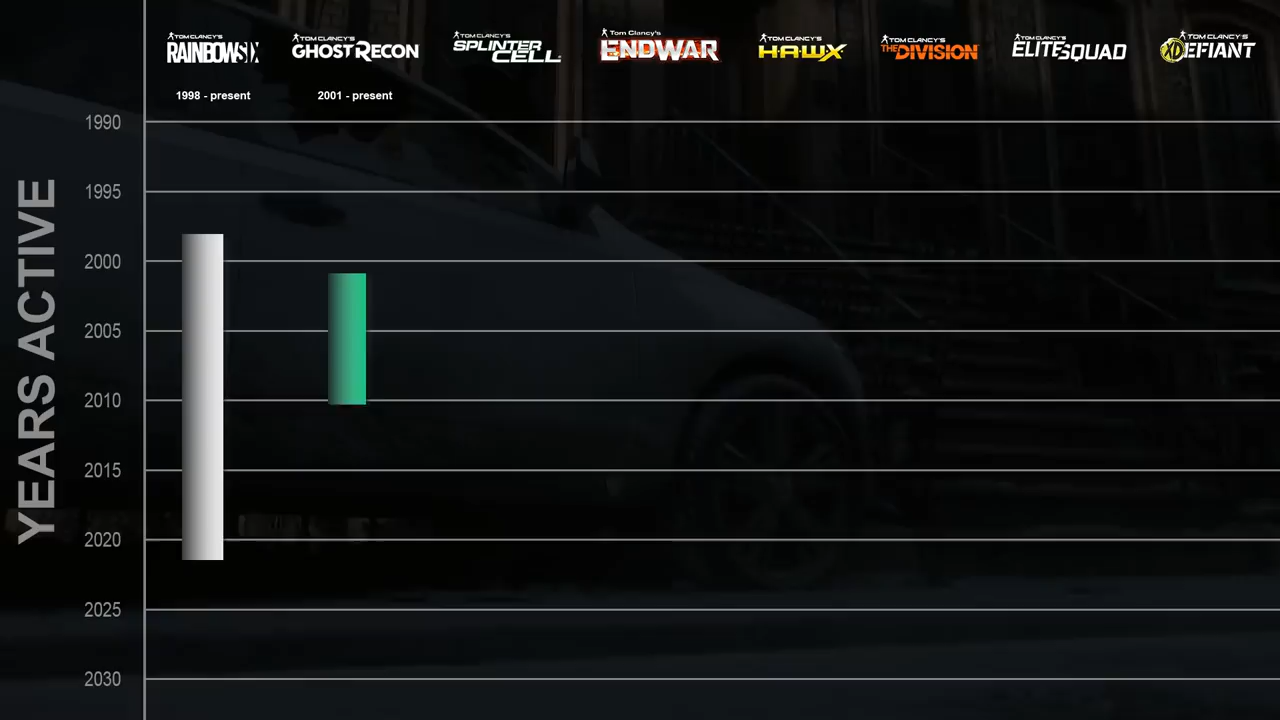 TOM CLANCY'S
RAINBOWSIX
TOM CLANCY'S
GHOST RECON
TOM CLANCY'S
SPLINTER
CELL
Tom Clancy's
ENDWAR
TOM CLANCY'S
H.A.W.X
TOM CLANCY'S
THE DIVISION
TOM CLANCY'S
ELITE SQUAD
TOM CLANCY'S
XDEFIANT
1998 - present
2001 - present
YEARS ACTIVE
1990
1995
2000
2005
2010
2015
2020
2025
2030